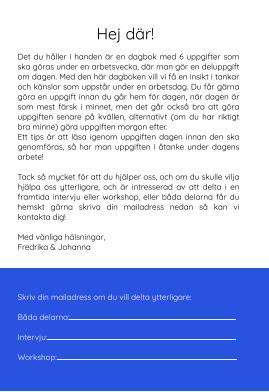 Hej där!
Det du håller i handen är en dagbok med 6 uppgifter som
ska göras under en arbetsvecka, där man gör en deluppgift
om dagen. Med den här dagboken vill vi få en insikt i tankar
och känslor som uppstår under en arbetsdag. Du får gärna
göra en uppgift innan du går hem för dagen, när dagen är
som mest färsk i minnet, men det går också bra att göra
uppgiften senare på kvällen, alternativt (om du har riktigt
bra minne) göra uppgiften morgon efter.
Ett tips är att läsa igenom uppgiften dagen innan den ska
genomföras, så har man uppgiften i åtanke under dagens
arbete!
Tack så mycket för att du hjälper oss, och om du skulle vilja
hjälpa oss ytterligare, och är intresserad av att delta i en
framtida intervju eller workshop, eller båda delarna får du
hemskt gärna skriva din mailadress nedan så kan vi
kontakta dig!
Med vänliga hälsningar,
Fredrika & Johanna
Skriv din mailadress om du vill delta ytterligare:
Båda delarna:
Intervju:
Workshop: